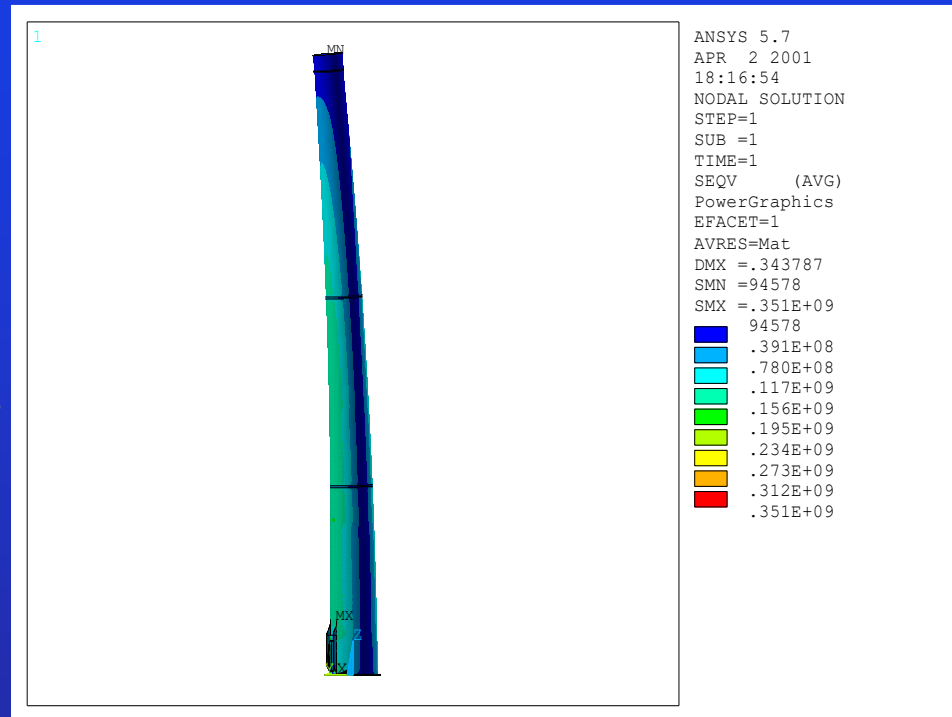 1
MN
MX
Z
X
ANSYS 5.7
APR 2 2001
18:16:54
NODAL SOLUTION
STEP=1
SUB =1
TIME=1
SEQV (AVG)
PowerGraphics
EFACET=1
AVRES=Mat
DMX =.343787
SMN =94578
SMX =.351E+09
94578
.391E+08
.780E+08
.117E+09
.156E+09
.195E+09
.234E+09
.273E+09
.312E+09
.351E+09